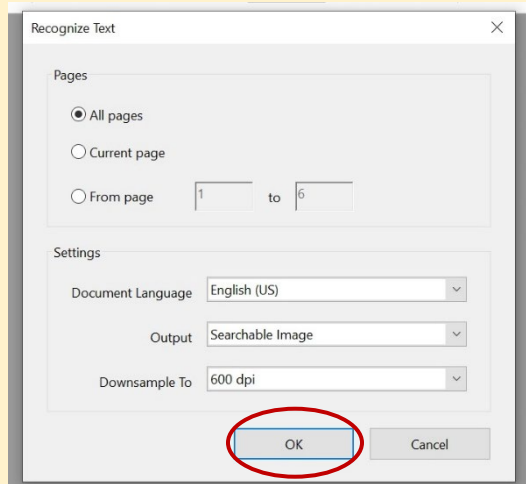 Recognize Text
Pages
All pages
Current page
From page 1 to 6
Settings
Document Language English (US)
Output Searchable Image
Downsample To 600 dpi
OK Cancel